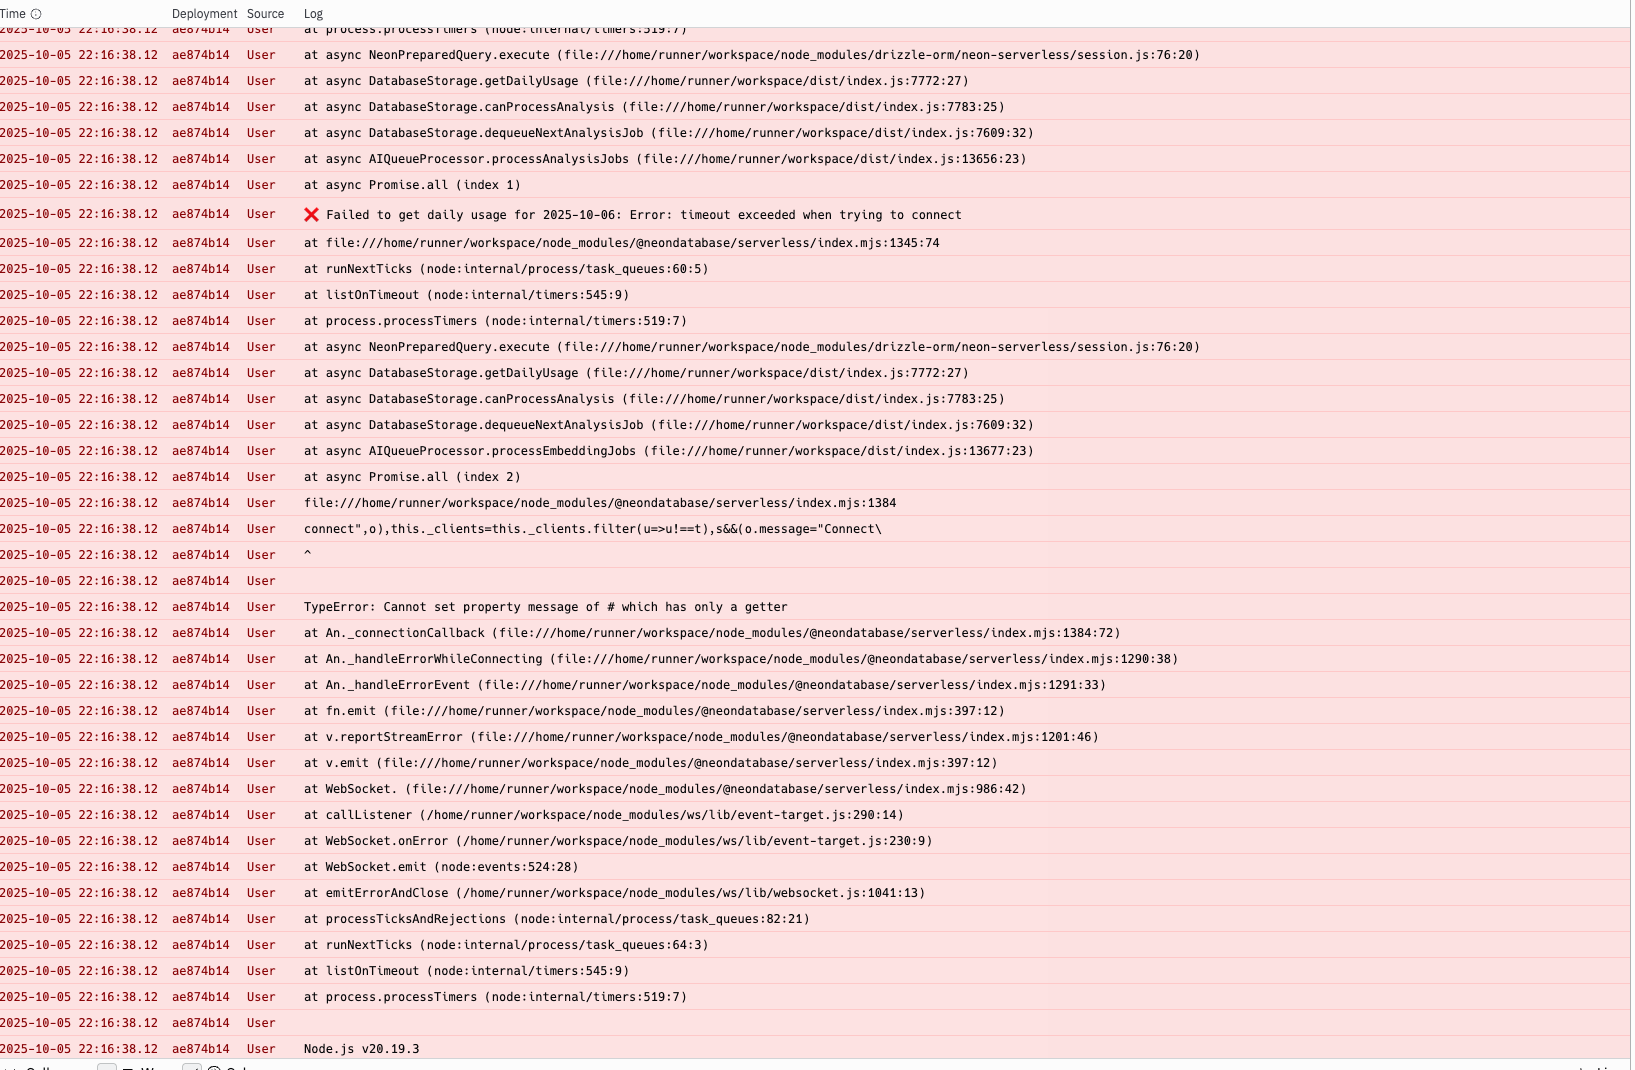 Time Deployment Source Log
2025-10-05 22:16:38.12 ae874b14 User at process.processTimers (node:internal/timers:519:7)
2025-10-05 22:16:38.12 ae874b14 User at async NeonPreparedQuery.execute (file:///home/runner/workspace/node_modules/drizzle-orm/neon-serverless/session.js:76:20)
2025-10-05 22:16:38.12 ae874b14 User at async DatabaseStorage.getDailyUsage (file:///home/runner/workspace/dist/index.js:7772:27)
2025-10-05 22:16:38.12 ae874b14 User at async DatabaseStorage.canProcessAnalysis (file:///home/runner/workspace/dist/index.js:7783:25)
2025-10-05 22:16:38.12 ae874b14 User at async DatabaseStorage.dequeueNextAnalysisJob (file:///home/runner/workspace/dist/index.js:7609:32)
2025-10-05 22:16:38.12 ae874b14 User at async AIQueueProcessor.processAnalysisJobs (file:///home/runner/workspace/dist/index.js:13656:23)
2025-10-05 22:16:38.12 ae874b14 User at async Promise.all (index 1)
2025-10-05 22:16:38.12 ae874b14 User ❌ Failed to get daily usage for 2025-10-06: Error: timeout exceeded when trying to connect
2025-10-05 22:16:38.12 ae874b14 User at file:///home/runner/workspace/node_modules/@neondatabase/serverless/index.mjs:1345:74
2025-10-05 22:16:38.12 ae874b14 User at runNextTicks (node:internal/process/task_queues:60:5)
2025-10-05 22:16:38.12 ae874b14 User at listOnTimeout (node:internal/timers:545:9)
2025-10-05 22:16:38.12 ae874b14 User at process.processTimers (node:internal/timers:519:7)
2025-10-05 22:16:38.12 ae874b14 User at async NeonPreparedQuery.execute (file:///home/runner/workspace/node_modules/drizzle-orm/neon-serverless/session.js:76:20)
2025-10-05 22:16:38.12 ae874b14 User at async DatabaseStorage.getDailyUsage (file:///home/runner/workspace/dist/index.js:7772:27)
2025-10-05 22:16:38.12 ae874b14 User at async DatabaseStorage.canProcessAnalysis (file:///home/runner/workspace/dist/index.js:7783:25)
2025-10-05 22:16:38.12 ae874b14 User at async DatabaseStorage.dequeueNextAnalysisJob (file:///home/runner/workspace/dist/index.js:7609:32)
2025-10-05 22:16:38.12 ae874b14 User at async AIQueueProcessor.processEmbeddingJobs (file:///home/runner/workspace/dist/index.js:13677:23)
2025-10-05 22:16:38.12 ae874b14 User at async Promise.all (index 2)
2025-10-05 22:16:38.12 ae874b14 User file:///home/runner/workspace/node_modules/@neondatabase/serverless/index.mjs:1384
2025-10-05 22:16:38.12 ae874b14 User connect",o),this._clients=this._clients.filter(u=>u!==t),s&&(o.message="Connect\
2025-10-05 22:16:38.12 ae874b14 User ^
2025-10-05 22:16:38.12 ae874b14 User
2025-10-05 22:16:38.12 ae874b14 User TypeError: Cannot set property message of # which has only a getter
2025-10-05 22:16:38.12 ae874b14 User at An._connectionCallback (file:///home/runner/workspace/node_modules/@neondatabase/serverless/index.mjs:1384:72)
2025-10-05 22:16:38.12 ae874b14 User at An._handleErrorWhileConnecting (file:///home/runner/workspace/node_modules/@neondatabase/serverless/index.mjs:1290:38)
2025-10-05 22:16:38.12 ae874b14 User at An._handleErrorEvent (file:///home/runner/workspace/node_modules/@neondatabase/serverless/index.mjs:1291:33)
2025-10-05 22:16:38.12 ae874b14 User at fn.emit (file:///home/runner/workspace/node_modules/@neondatabase/serverless/index.mjs:397:12)
2025-10-05 22:16:38.12 ae874b14 User at v.reportStreamError (file:///home/runner/workspace/node_modules/@neondatabase/serverless/index.mjs:1201:46)
2025-10-05 22:16:38.12 ae874b14 User at v.emit (file:///home/runner/workspace/node_modules/@neondatabase/serverless/index.mjs:397:12)
2025-10-05 22:16:38.12 ae874b14 User at WebSocket. (file:///home/runner/workspace/node_modules/@neondatabase/serverless/index.mjs:986:42)
2025-10-05 22:16:38.12 ae874b14 User at callListener (/home/runner/workspace/node_modules/ws/lib/event-target.js:290:14)
2025-10-05 22:16:38.12 ae874b14 User at WebSocket.onError (/home/runner/workspace/node_modules/ws/lib/event-target.js:230:9)
2025-10-05 22:16:38.12 ae874b14 User at WebSocket.emit (node:events:524:28)
2025-10-05 22:16:38.12 ae874b14 User at emitErrorAndClose (/home/runner/workspace/node_modules/ws/lib/websocket.js:1041:13)
2025-10-05 22:16:38.12 ae874b14 User at processTicksAndRejections (node:internal/process/task_queues:82:21)
2025-10-05 22:16:38.12 ae874b14 User at runNextTicks (node:internal/process/task_queues:64:3)
2025-10-05 22:16:38.12 ae874b14 User at listOnTimeout (node:internal/timers:545:9)
2025-10-05 22:16:38.12 ae874b14 User at process.processTimers (node:internal/timers:519:7)
2025-10-05 22:16:38.12 ae874b14 User
2025-10-05 22:16:38.12 ae874b14 User Node.js v20.19.3